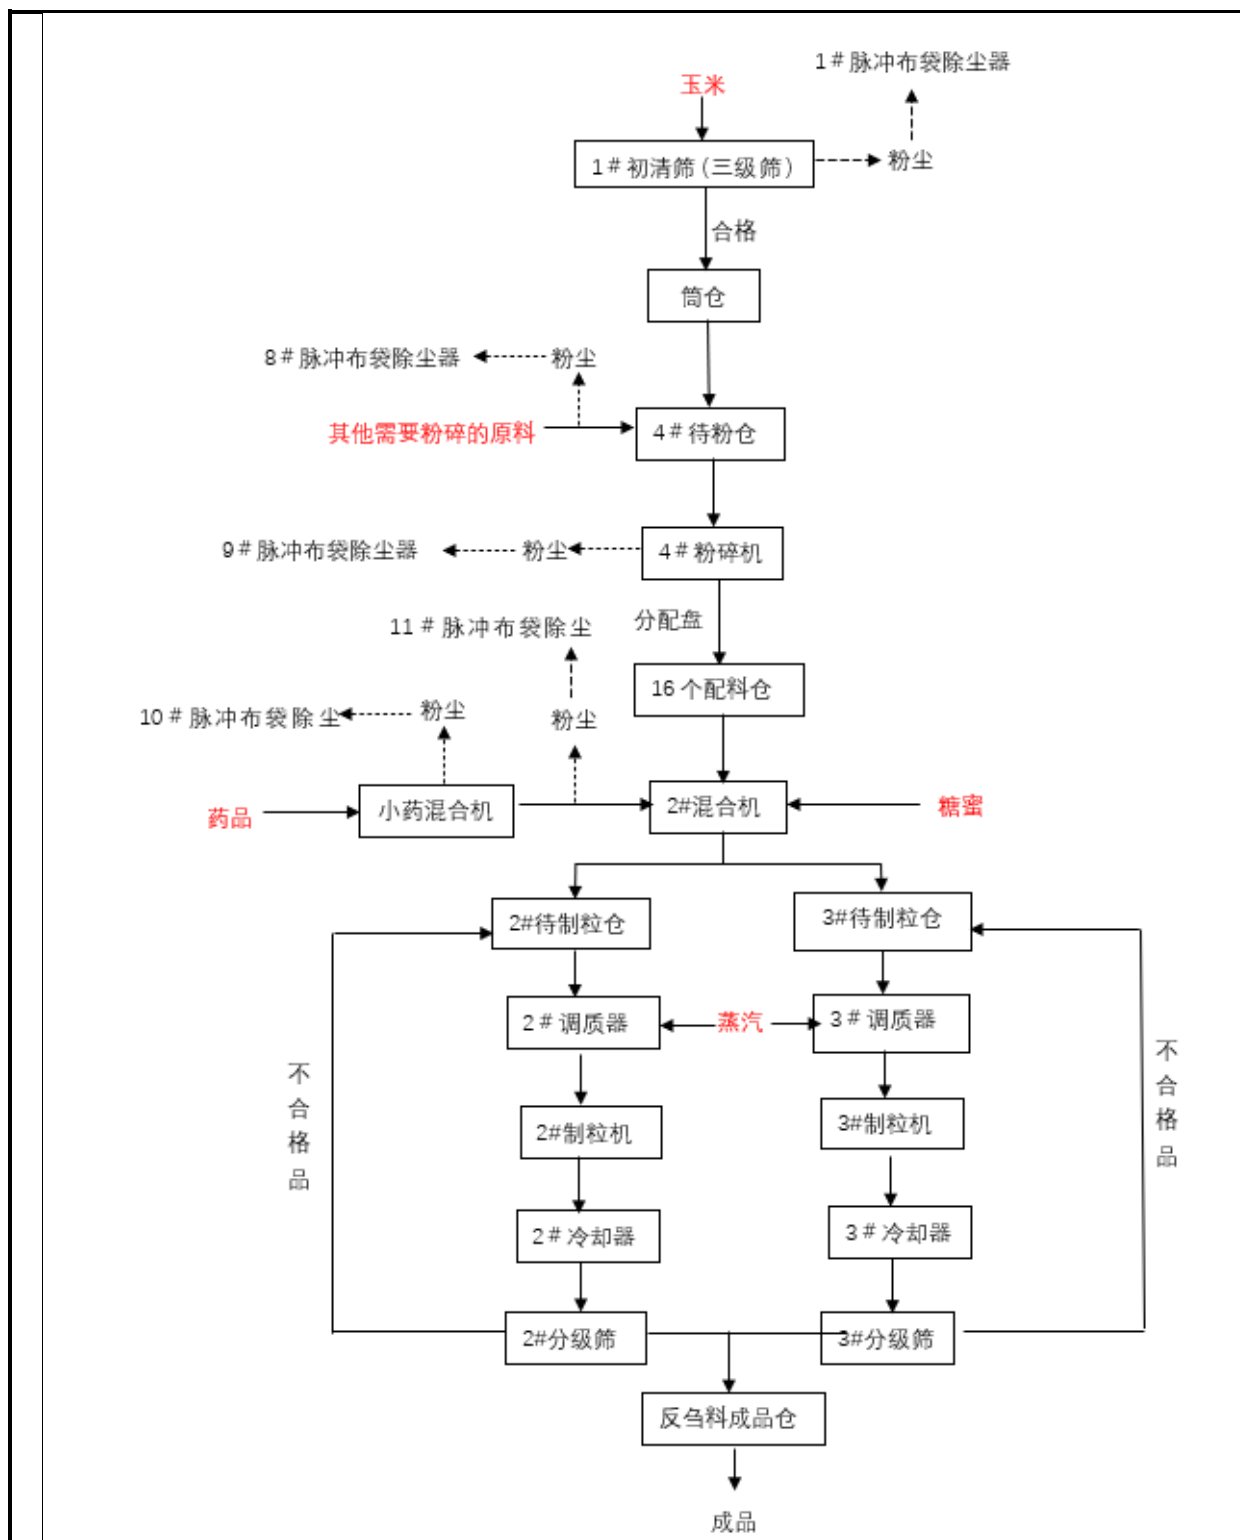 1#脉冲布袋除尘器
玉米
1#初清筛(三级筛)
粉尘
合格
筒仓
8#脉冲布袋除尘器
粉尘
其他需要粉碎的原料
4#待粉仓
9#脉冲布袋除尘器
粉尘
4#粉碎机
11#脉冲布袋除尘
分配盘
16个配料仓
10#脉冲布袋除尘
粉尘
粉尘
药品
小药混合机
2#混合机
糖蜜
2#待制粒仓
3#待制粒仓
2#调质器
蒸汽
3#调质器
不合格品
不合格品
2#制粒机
3#制粒机
2#冷却器
3#冷却器
2#分级筛
3#分级筛
反刍料成品仓
成品